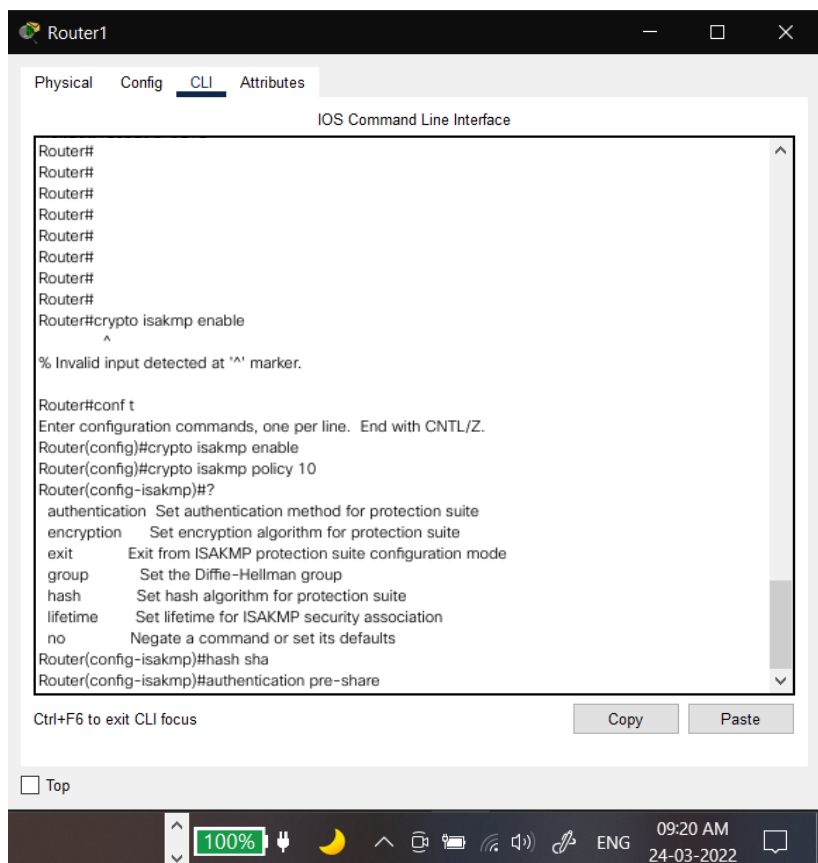 Router1
Physical Config CLI Attributes
IOS Command Line Interface
Router#
Router#
Router#
Router#
Router#
Router#
Router#
Router#
Router#crypto isakmp enable
^
% Invalid input detected at '^' marker.
Router#conf t
Enter configuration commands, one per line. End with CNTL/Z.
Router(config)#crypto isakmp enable
Router(config)#crypto isakmp policy 10
Router(config-isakmp)#?
authentication Set authentication method for protection suite
encryption Set encryption algorithm for protection suite
exit Exit from ISAKMP protection suite configuration mode
group Set the Diffie-Hellman group
hash Set hash algorithm for protection suite
lifetime Set lifetime for ISAKMP security association
no Negate a command or set its defaults
Router(config-isakmp)#hash sha
Router(config-isakmp)#authentication pre-share
Ctrl+F6 to exit CLI focus Copy Paste
Top
100% ENG 09:20 AM
24-03-2022